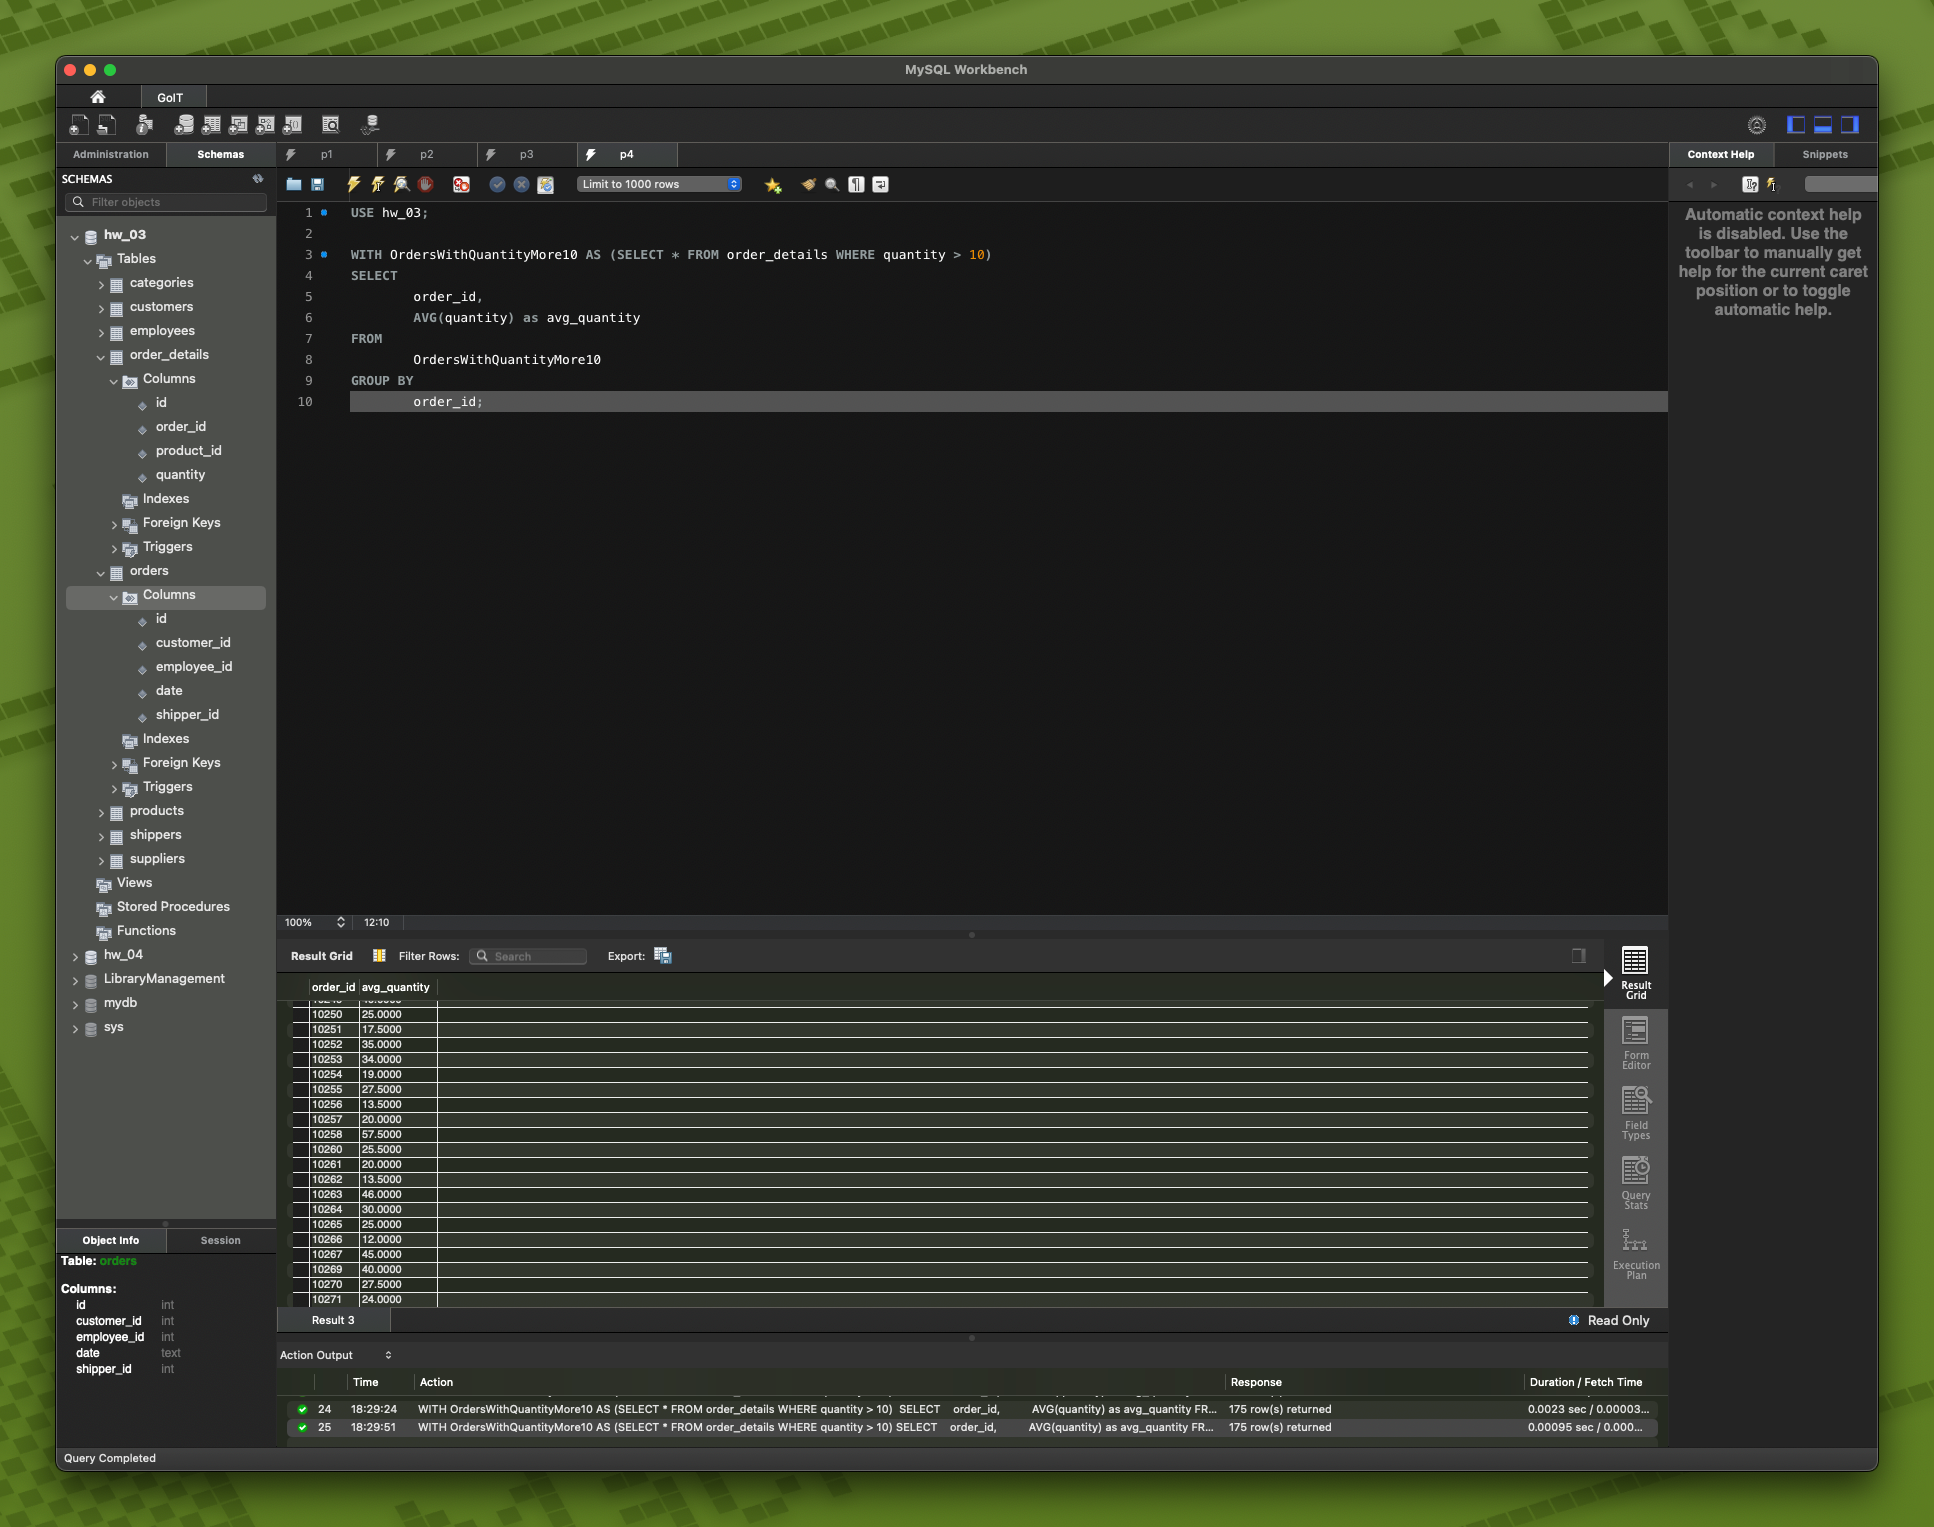 MySQL Workbench
GoIT
Administration
Schemas
p1
p2
p3
p4
Context Help
Snippets
SCHEMAS
Filter objects
Limit to 1000 rows
hw_03
Tables
categories
customers
employees
order_details
Columns
id
order_id
product_id
quantity
Indexes
Foreign Keys
Triggers
orders
Columns
id
customer_id
employee_id
date
shipper_id
Indexes
Foreign Keys
Triggers
products
shippers
suppliers
Views
Stored Procedures
Functions
hw_04
LibraryManagement
mydb
sys
1 USE hw_03;
2
3 WITH OrdersWithQuantityMore10 AS (SELECT * FROM order_details WHERE quantity > 10)
4 SELECT
5 order_id,
6 AVG(quantity) as avg_quantity
7 FROM
8 OrdersWithQuantityMore10
9 GROUP BY
10 order_id;
Automatic context help
is disabled. Use the
toolbar to manually get
help for the current caret
position or to toggle
automatic help.
100% 12:10
Result Grid Filter Rows: Search Export:
order_id avg_quantity
10250 25.0000
10251 17.5000
10252 35.0000
10253 34.0000
10254 19.0000
10255 27.5000
10256 13.5000
10257 20.0000
10258 57.5000
10260 25.5000
10261 20.0000
10262 13.5000
10263 46.0000
10264 30.0000
10265 25.0000
10266 12.0000
10267 45.0000
10269 40.0000
10270 27.5000
10271 24.0000
Result
Grid
Form
Editor
Field
Types
Query
Stats
Execution
Plan
Result 3
Read Only
Object Info
Session
Table: orders
Columns:
id int
customer_id int
employee_id int
date text
shipper_id int
Action Output
Time Action Response Duration / Fetch Time
24 18:29:24 WITH OrdersWithQuantityMore10 AS (SELECT * FROM order_details WHERE quantity > 10) SELECT order_id, AVG(quantity) as avg_quantity FR... 175 row(s) returned 0.0023 sec / 0.00003...
25 18:29:51 WITH OrdersWithQuantityMore10 AS (SELECT * FROM order_details WHERE quantity > 10) SELECT order_id, AVG(quantity) as avg_quantity FR... 175 row(s) returned 0.00095 sec / 0.000...
Query Completed